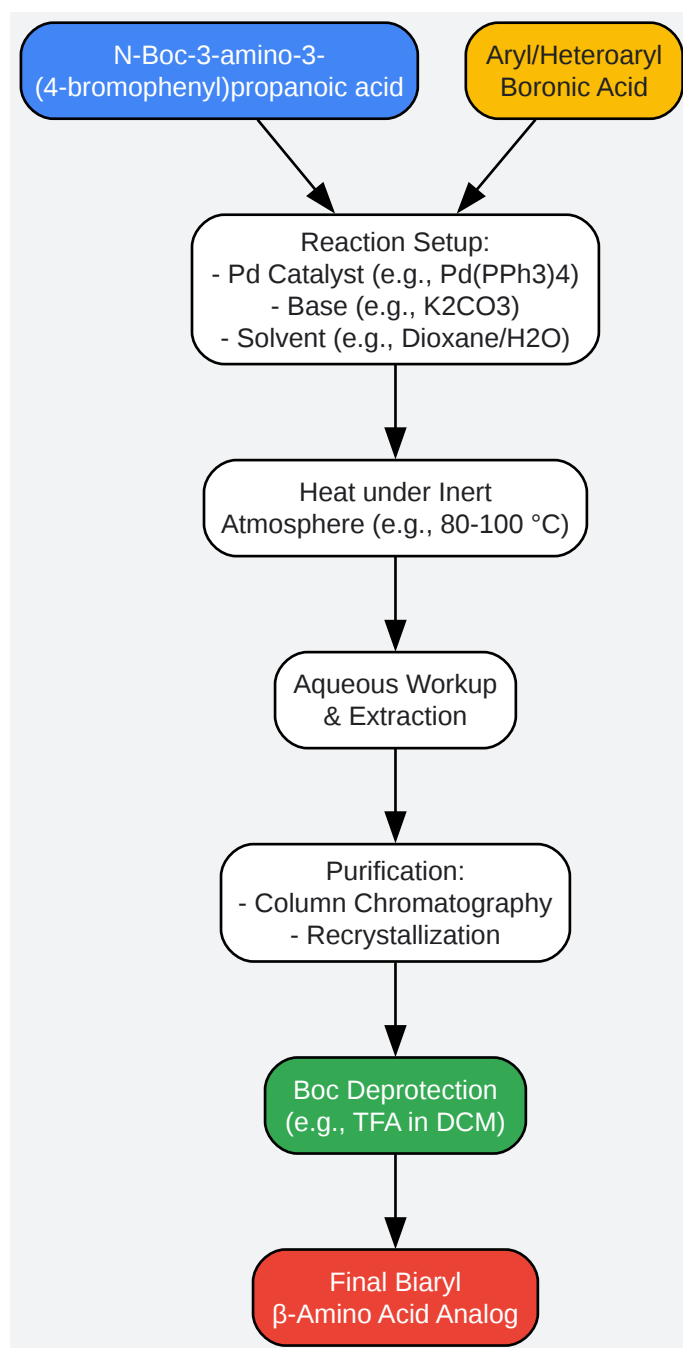 N-Boc-3-amino-3-
(4-bromophenyl)propanoic acid
Aryl/Heteroaryl
Boronic Acid
Reaction Setup:
- Pd Catalyst (e.g., Pd(PPh3)4)
- Base (e.g., K2CO3)
- Solvent (e.g., Dioxane/H2O)
Heat under Inert
Atmosphere (e.g., 80-100 °C)
Aqueous Workup
& Extraction
Purification:
- Column Chromatography
- Recrystallization
Boc Deprotection
(e.g., TFA in DCM)
Final Biaryl
β-Amino Acid Analog